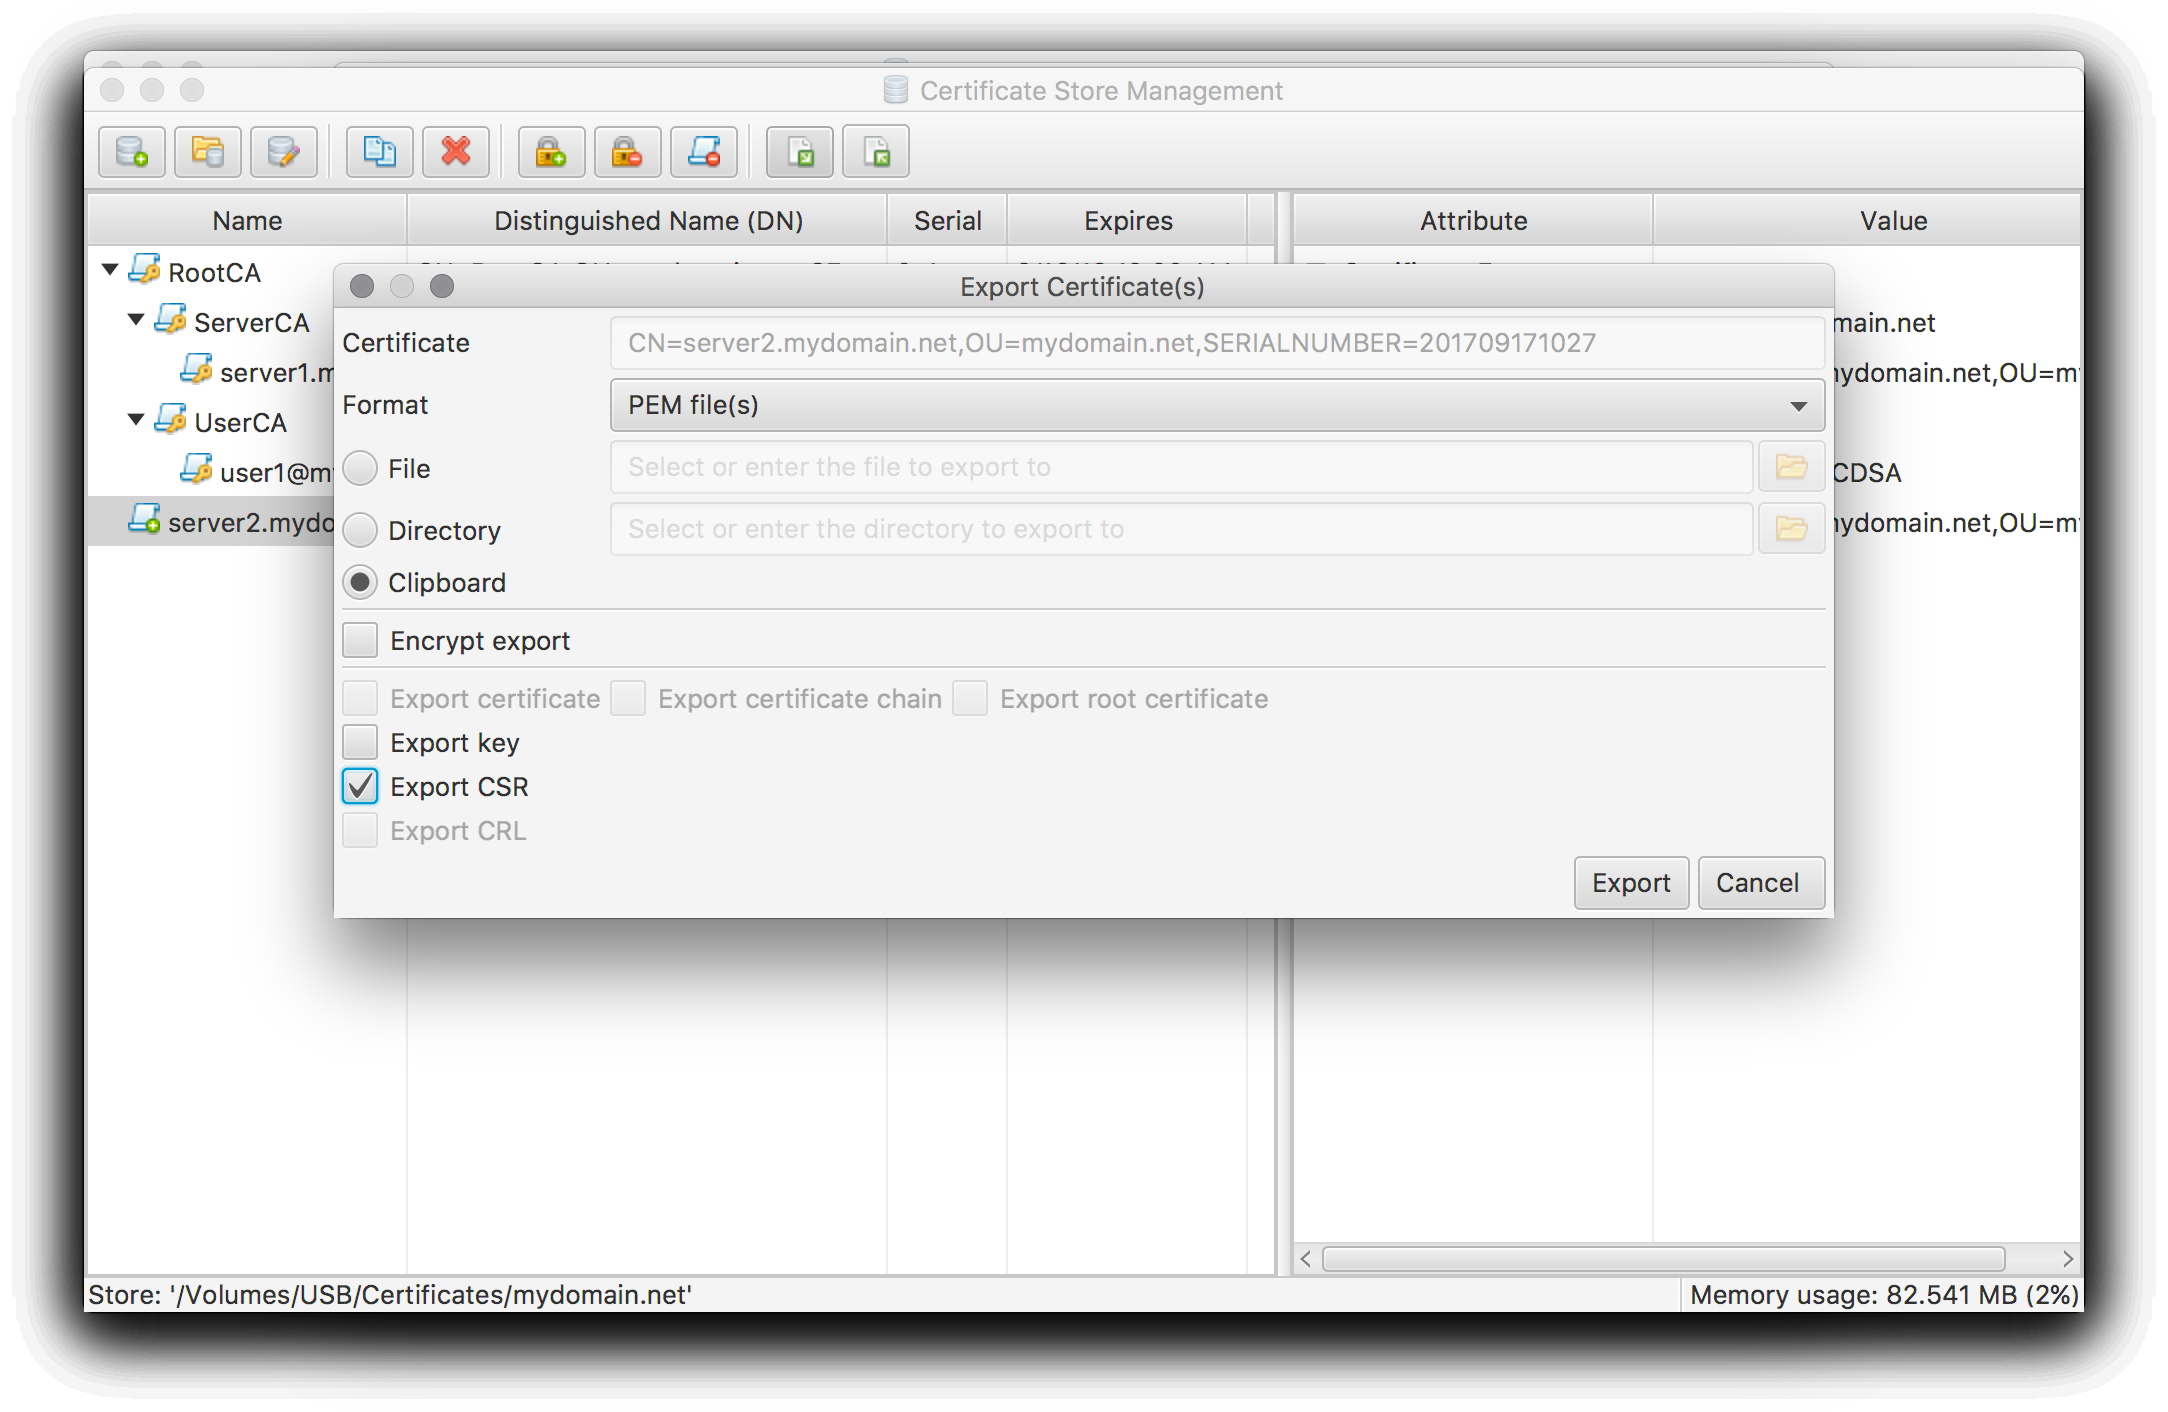 Certificate Store Management
Name Distinguished Name (DN) Serial Expires Attribute Value
RootCA
Export Certificate(s)
ServerCA
Certificate CN=server2.mydomain.net,OU=mydomain.net,SERIALNUMBER=201709171027
main.net
server1.m
ydomain.net,OU=m
Format PEM file(s)
UserCA
user1@m
File Select or enter the file to export to
CDSA
server2.mydo
Directory Select or enter the directory to export to
ydomain.net,OU=m
Clipboard
Encrypt export
Export certificate Export certificate chain Export root certificate
Export key
Export CSR
Export CRL
Export Cancel
Store: '/Volumes/USB/Certificates/mydomain.net' Memory usage: 82.541 MB (2%)